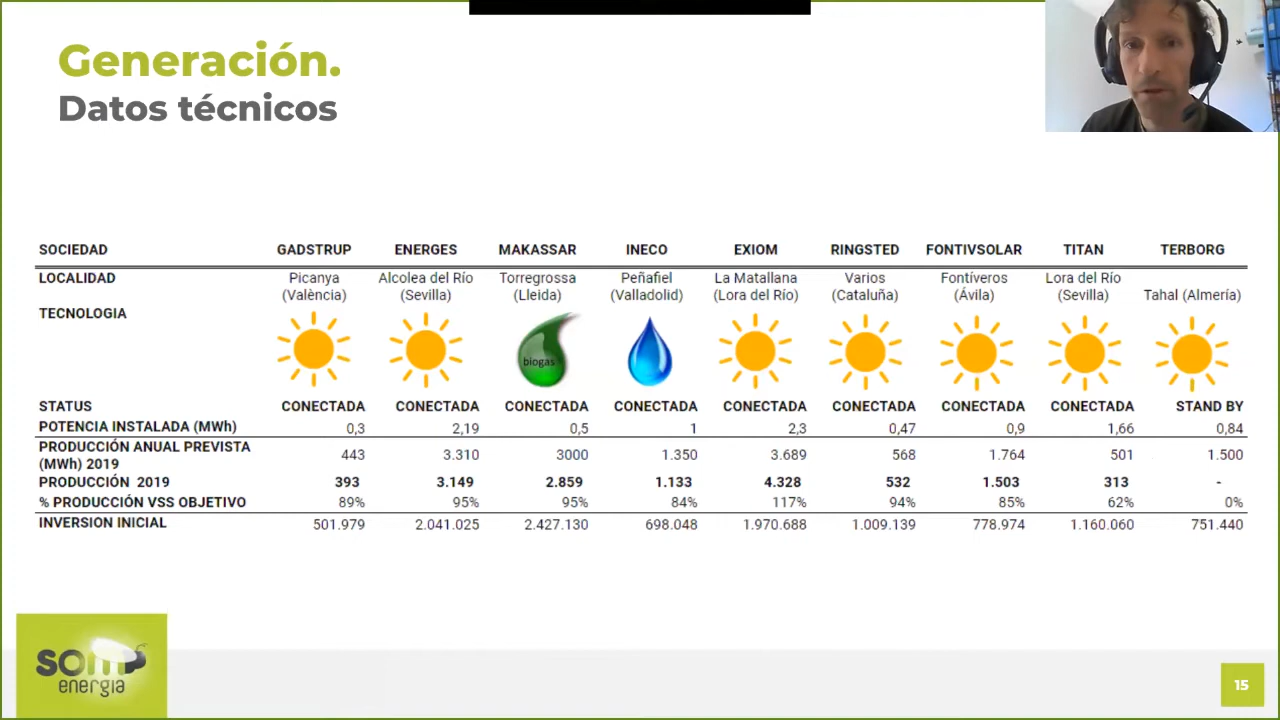 Generación.
Datos técnicos
SOCIEDAD GADSTRUP ENERGES MAKASSAR INECO EXIOM RINGSTED FONTIVSOLAR TITAN TERBORG
LOCALIDAD Picanya Alcolea del Río Torregrossa Peñafiel La Matallana Varios Fontíveros Lora del Río
(València) (Sevilla) (Lleida) (Valladolid) (Lora del Río) (Cataluña) (Ávila) (Sevilla) Tahal (Almería)
TECNOLOGIA
biogas
STATUS CONECTADA CONECTADA CONECTADA CONECTADA CONECTADA CONECTADA CONECTADA CONECTADA STAND BY
POTENCIA INSTALADA (MWh) 0,3 2,19 0,5 1 2,3 0,47 0,9 1,66 0,84
PRODUCCIÓN ANUAL PREVISTA
(MWh) 2019 443 3.310 3000 1.350 3.689 568 1.764 501 1.500
PRODUCCIÓN 2019 393 3.149 2.859 1.133 4.328 532 1.503 313 -
% PRODUCCIÓN VSS OBJETIVO 89% 95% 95% 84% 117% 94% 85% 62% 0%
INVERSION INICIAL 501.979 2.041.025 2.427.130 698.048 1.970.688 1.009.139 778.974 1.160.060 751.440
som
energia
15